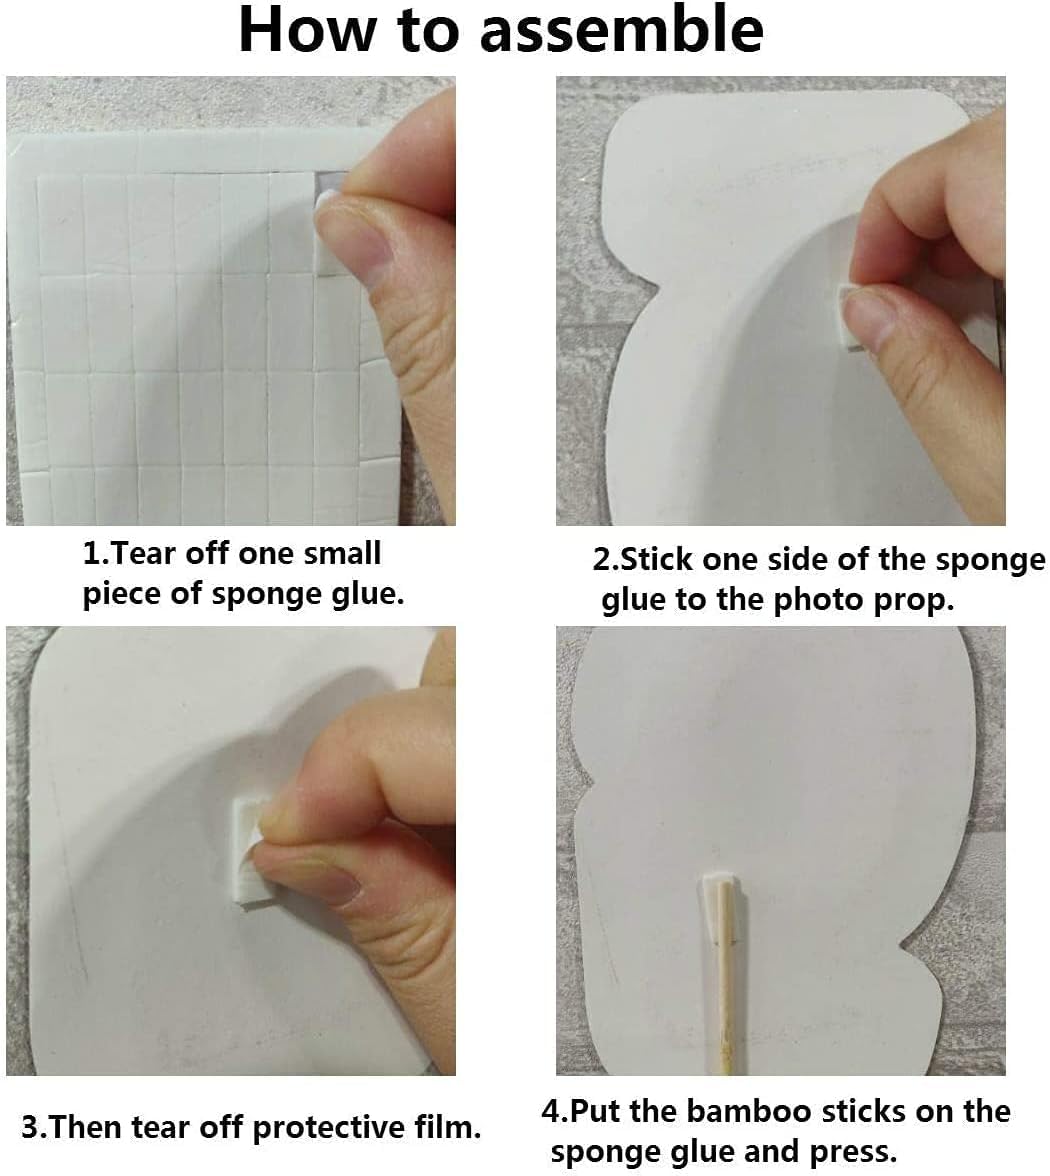 How to assemble
1.Tear off one small
piece of sponge glue.
2.Stick one side of the sponge
glue to the photo prop.
3.Then tear off protective film.
4.Put the bamboo sticks on the
sponge glue and press.